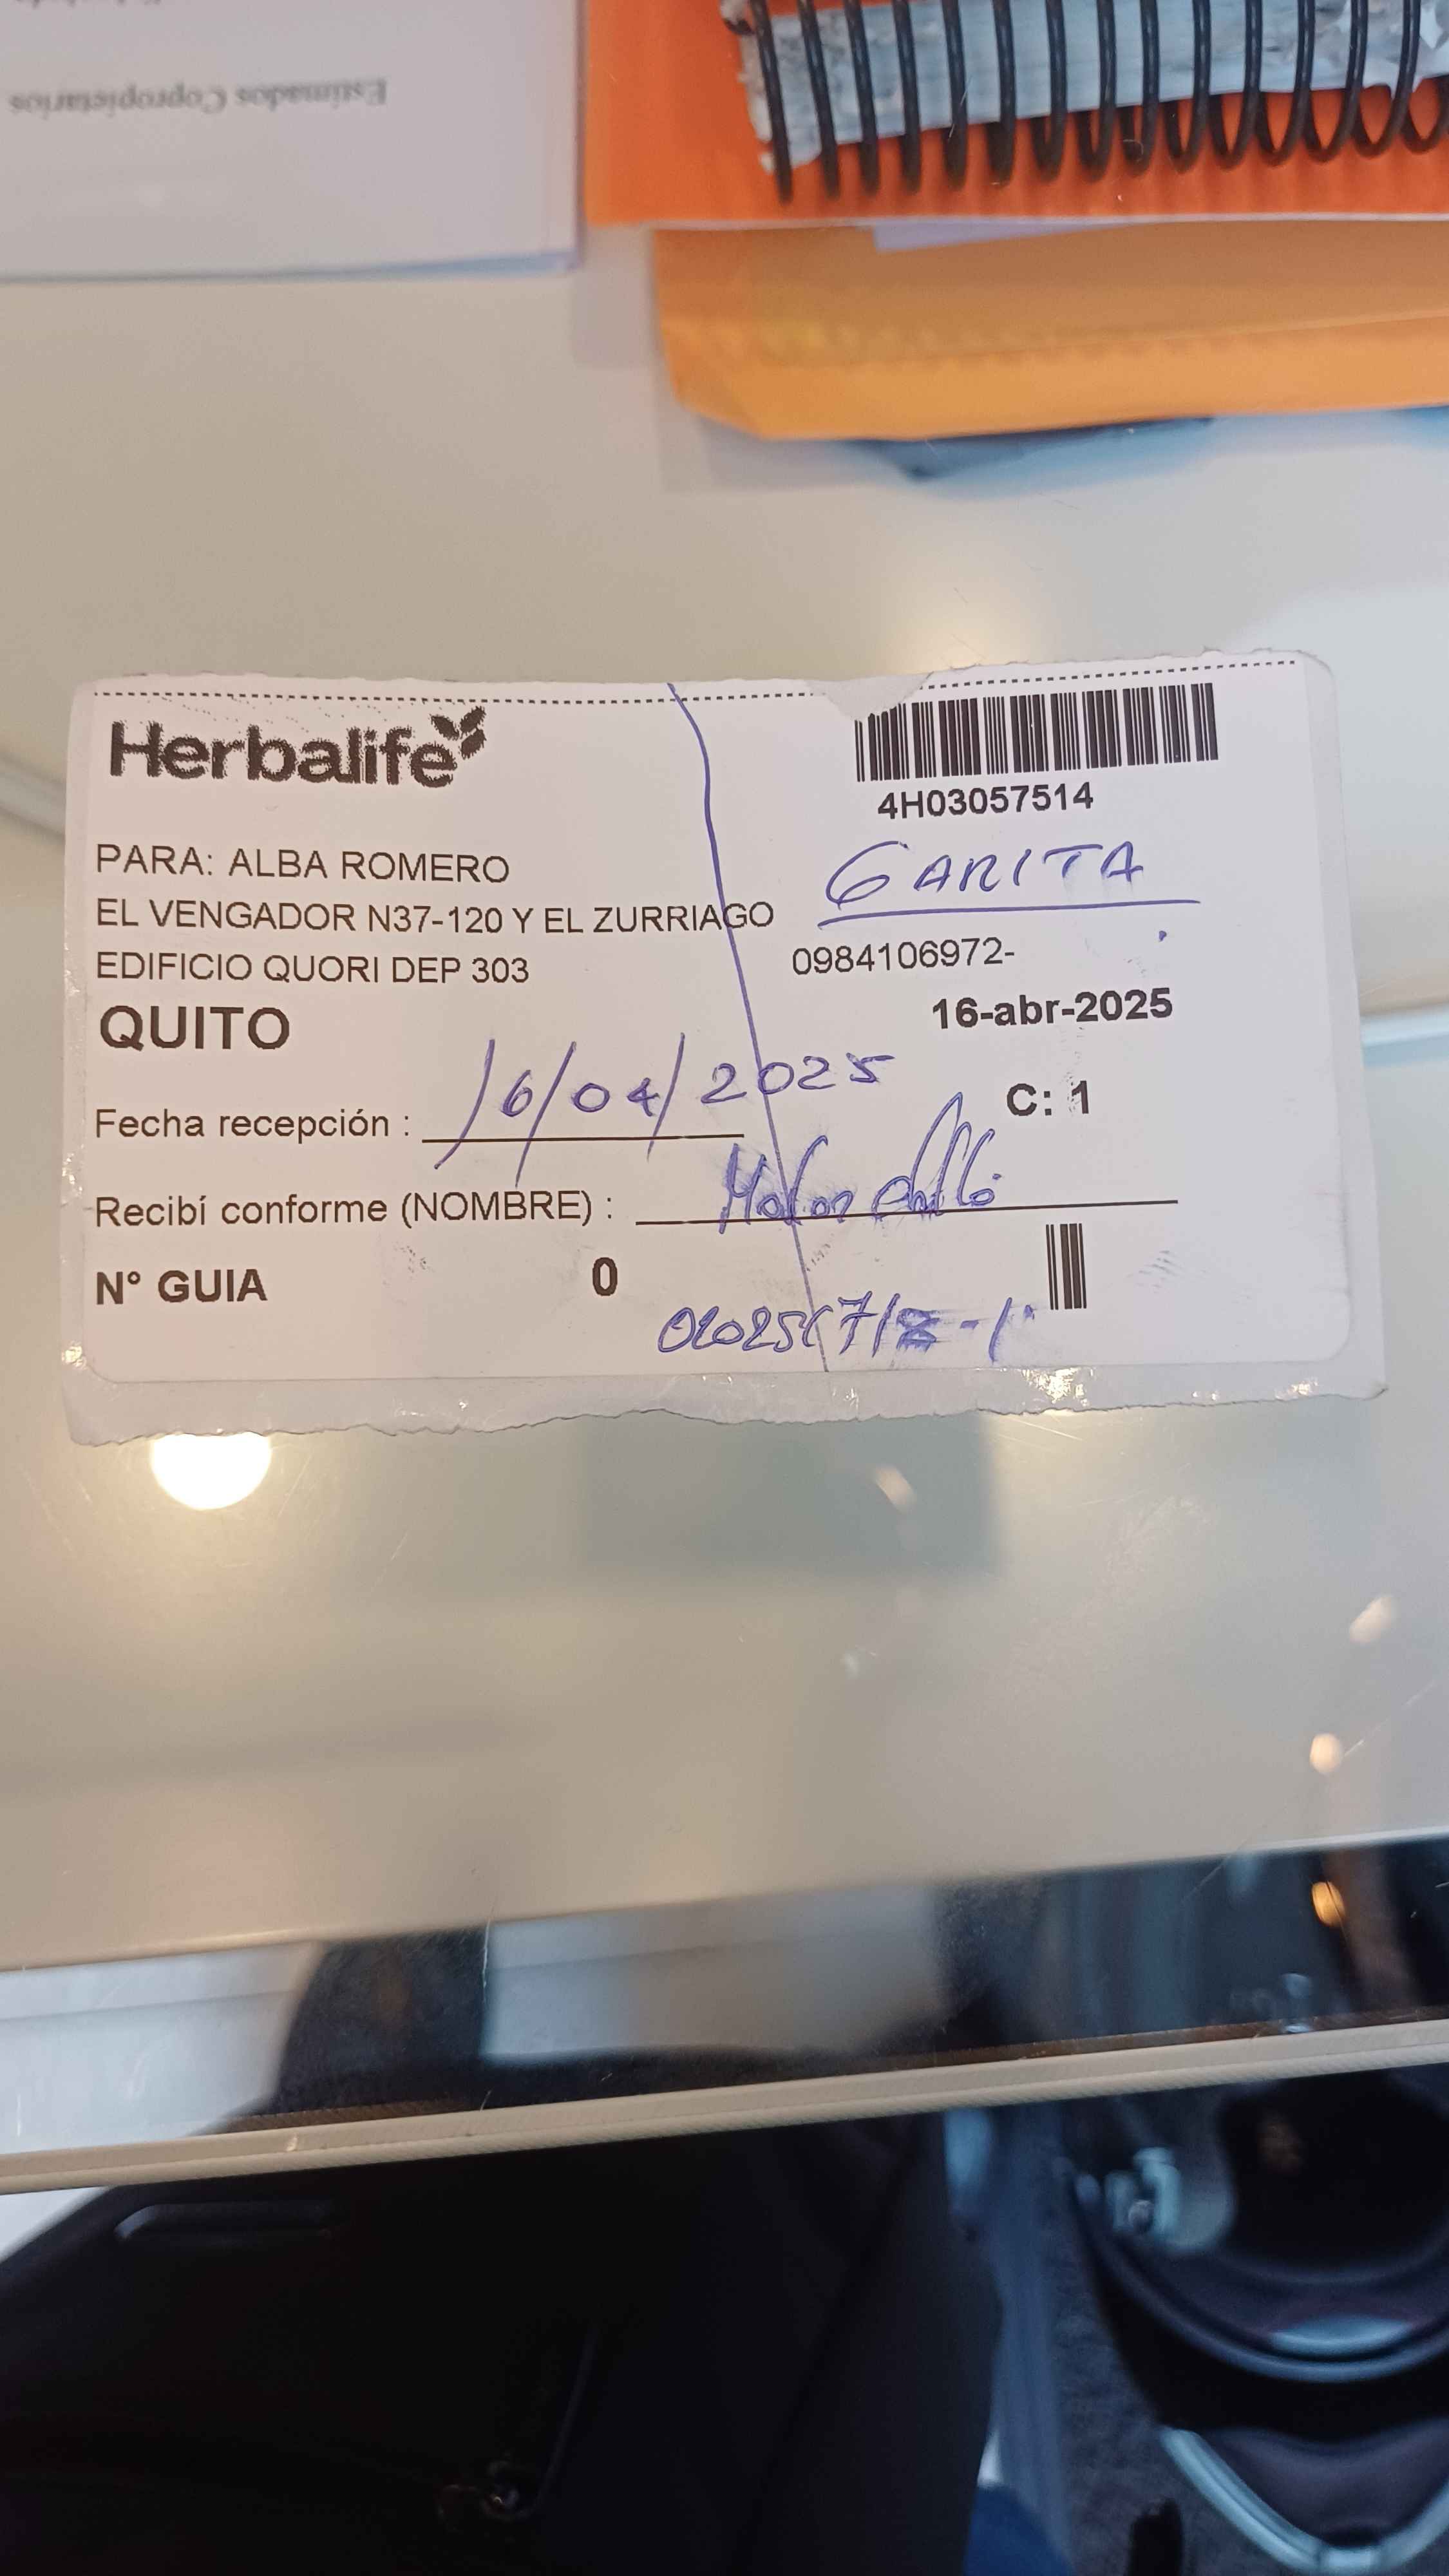 Estimados Copropietarios
Herbalife
4H03057514
PARA: ALBA ROMERO
GARITA
EL VENGADOR N37-120 Y EL ZURRIAGO
0984106972-
EDIFICIO QUORI DEP 303
16-abr-2025
QUITO
Fecha recepción : 16/04/2025
C: 1
Recibí conforme (NOMBRE) :
N° GUIA 0